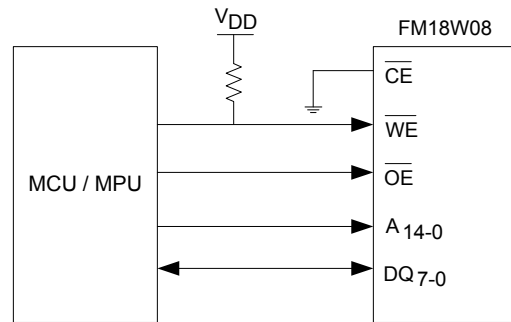 VDD
FM18W08
CE
WE
MCU / MPU
OE
A14-0
DQ7-0